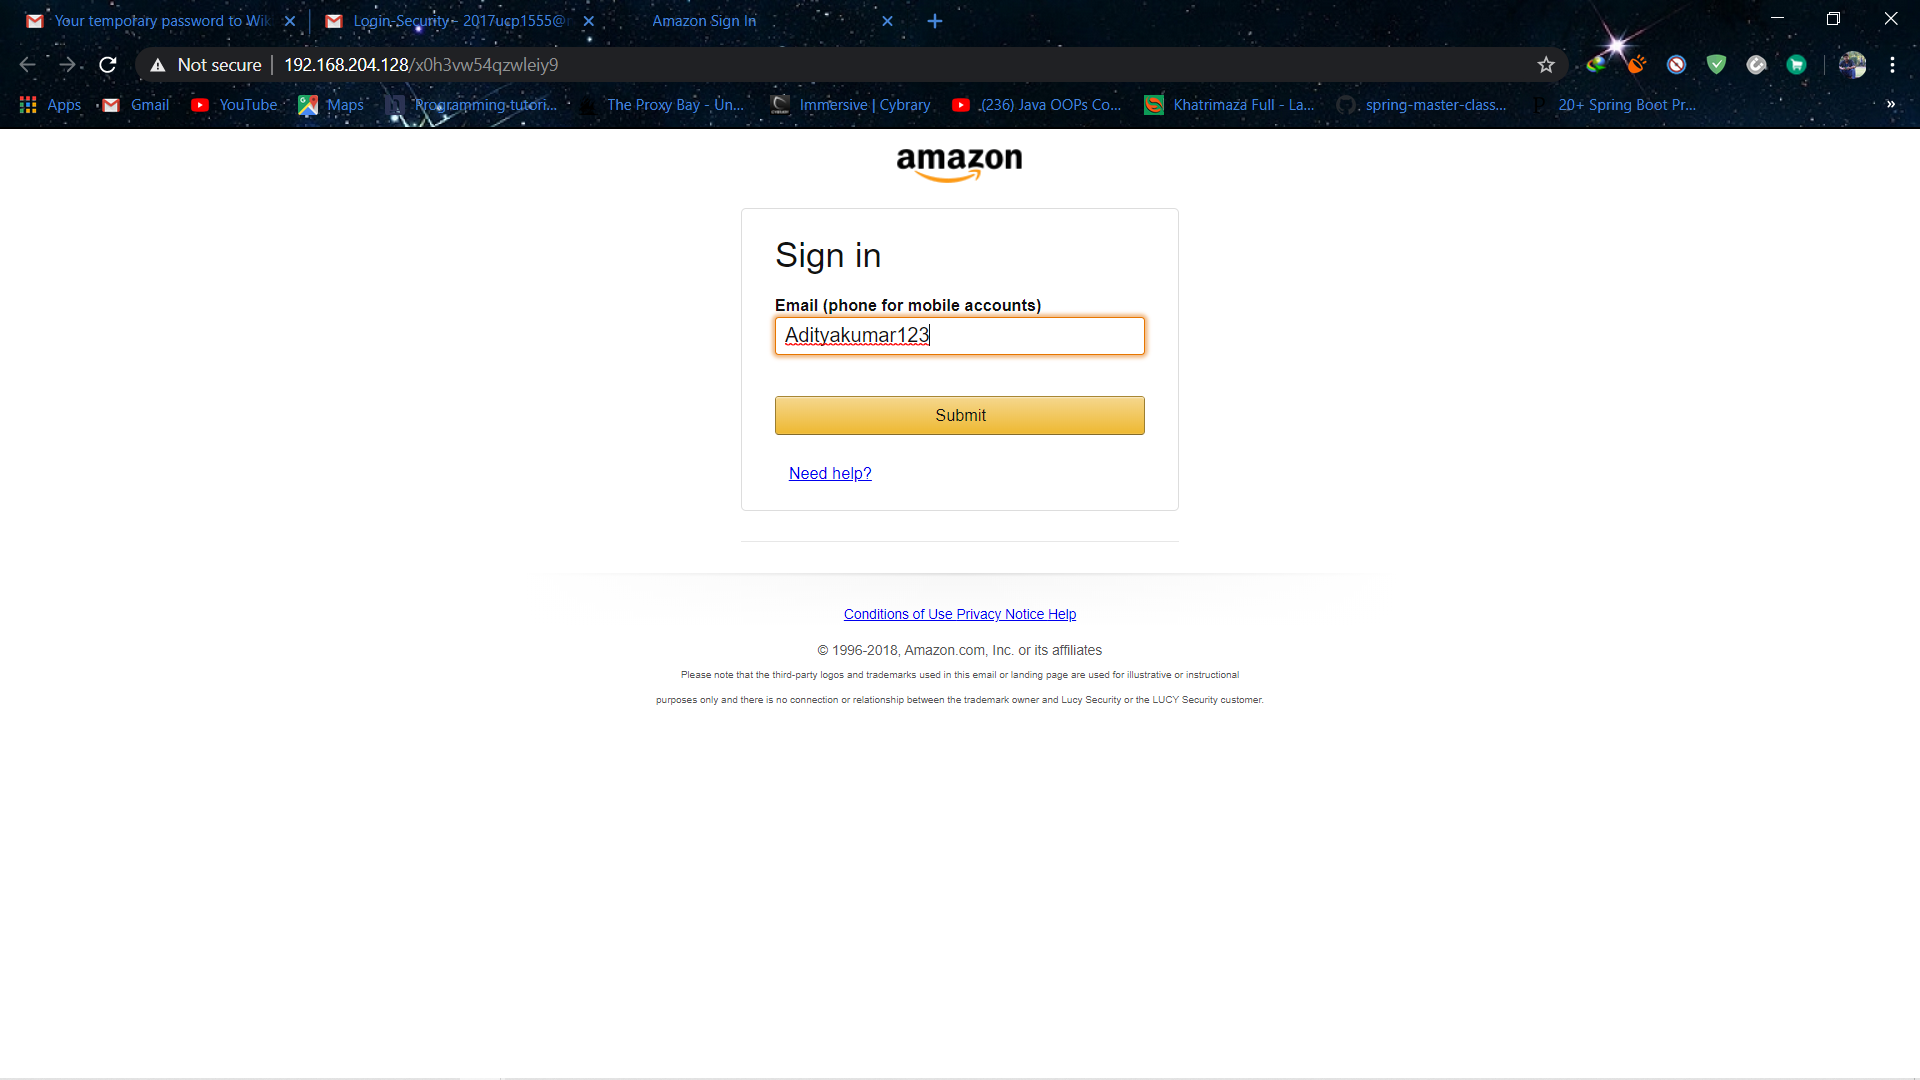 Your temporary password to Wiki
Login-Security - 2017ucp1555@
Amazon Sign In
Not secure | 192.168.204.128/x0h3vw54qzwleiy9
Apps Gmail YouTube Maps Programming-tutori... The Proxy Bay - Un... Immersive | Cybrary (236) Java OOPs Co... Khatrimaza Full - La... spring-master-class... 20+ Spring Boot Pr... »
amazon
Sign in
Email (phone for mobile accounts)
Adityakumar123
Submit
Need help?
Conditions of Use Privacy Notice Help
© 1996-2018, Amazon.com, Inc. or its affiliates
Please note that the third-party logos and trademarks used in this email or landing page are used for illustrative or instructional
purposes only and there is no connection or relationship between the trademark owner and Lucy Security or the LUCY Security customer.